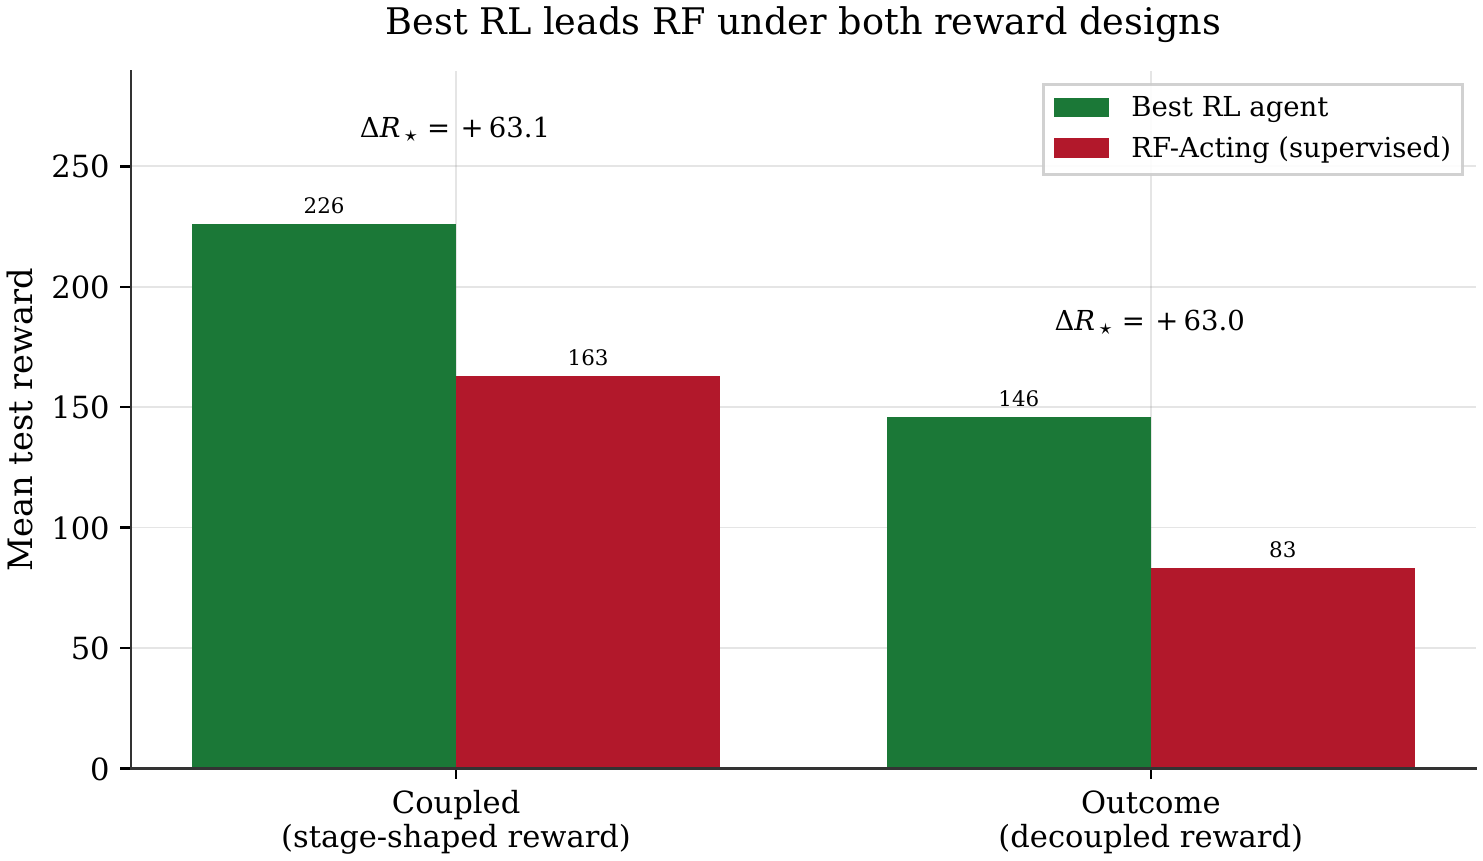 Best RL leads RF under both reward designs
Mean test reward
250
200
150
100
50
0
ΔR⋆ = +63.1
226
163
ΔR⋆ = +63.0
146
83
Best RL agent
RF-Acting (supervised)
Coupled
(stage-shaped reward)
Outcome
(decoupled reward)